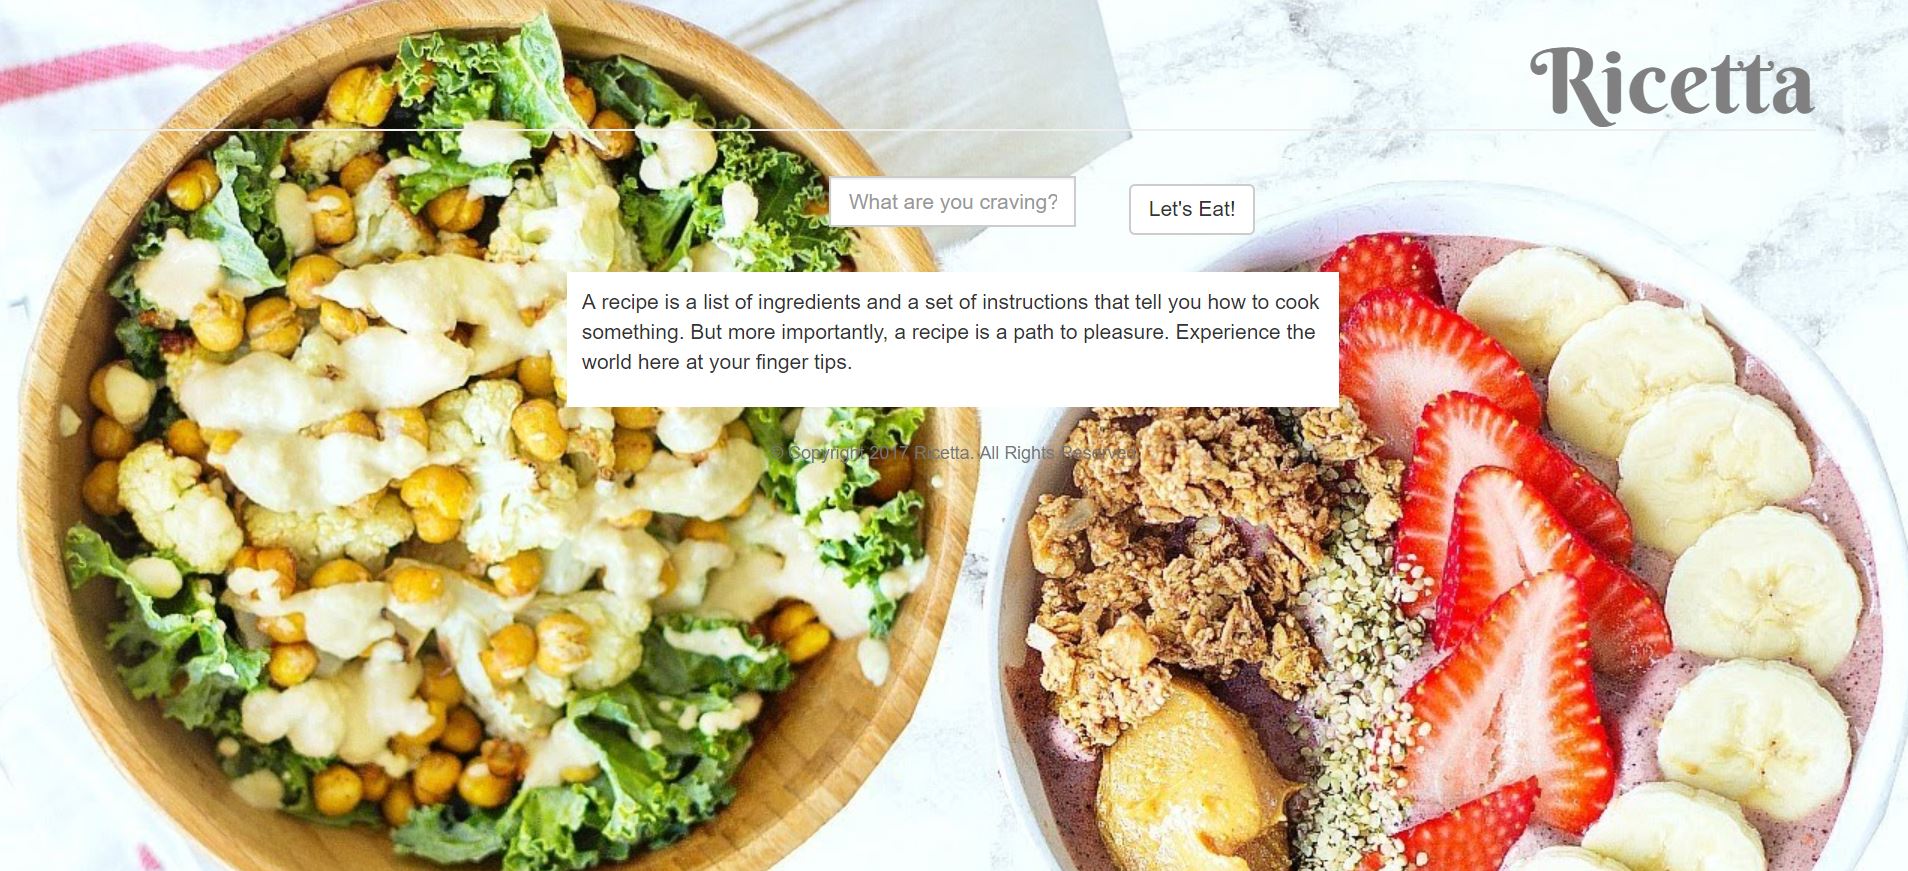 Ricetta
What are you craving?
Let's Eat!
A recipe is a list of ingredients and a set of instructions that tell you how to cook
something. But more importantly, a recipe is a path to pleasure. Experience the
world here at your finger tips.
© Copyright 2017 Ricetta. All Rights Reserved.